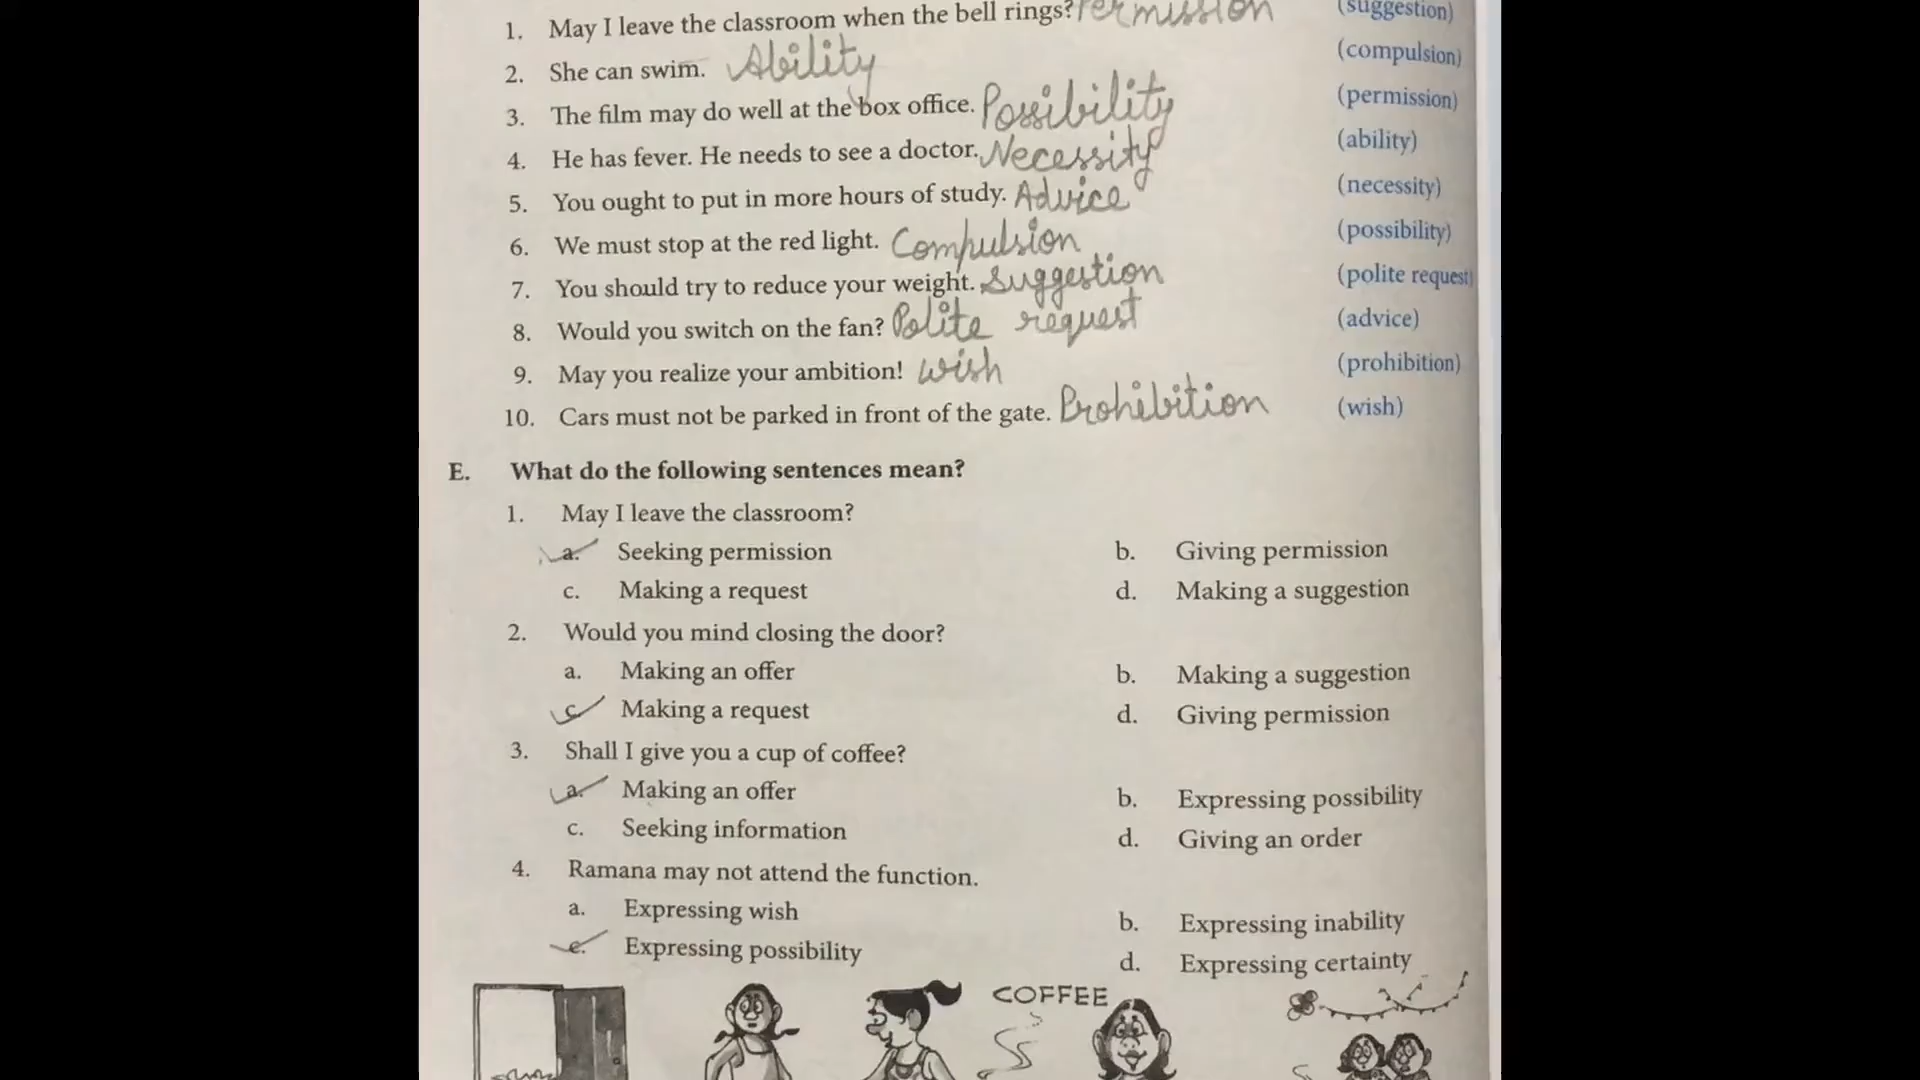 1. May I leave the classroom when the bell rings? Permission (suggestion)
2. She can swim. Ability (compulsion)
3. The film may do well at the box office. Possibility (permission)
4. He has fever. He needs to see a doctor. Necessity (ability)
5. You ought to put in more hours of study. Advice (necessity)
6. We must stop at the red light. Compulsion (possibility)
7. You should try to reduce your weight. Suggestion (polite request)
8. Would you switch on the fan? Polite request (advice)
9. May you realize your ambition! wish (prohibition)
10. Cars must not be parked in front of the gate. Prohibition (wish)
E. What do the following sentences mean?
1. May I leave the classroom?
a. Seeking permission b. Giving permission
c. Making a request d. Making a suggestion
2. Would you mind closing the door?
a. Making an offer b. Making a suggestion
c. Making a request d. Giving permission
3. Shall I give you a cup of coffee?
a. Making an offer b. Expressing possibility
c. Seeking information d. Giving an order
4. Ramana may not attend the function.
a. Expressing wish b. Expressing inability
c. Expressing possibility d. Expressing certainty
COFFEE